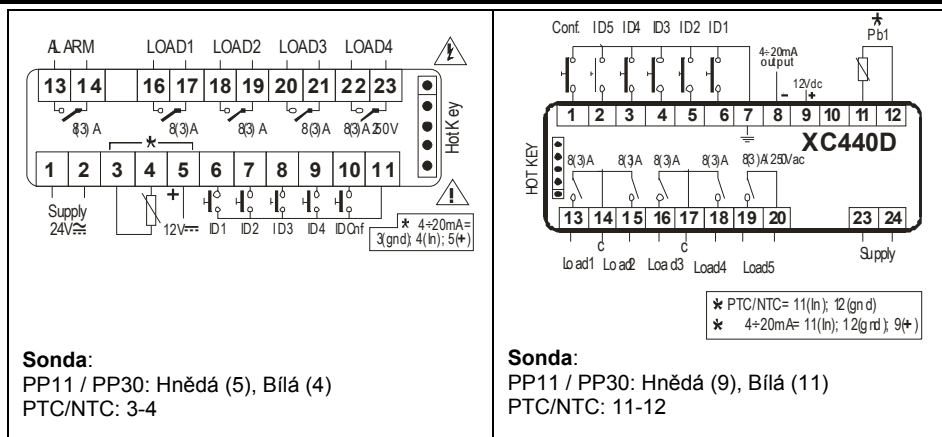 ALARM LOAD1 LOAD2 LOAD3 LOAD4
13 14 16 17 18 19 20 21 22 23
8(3)A 8(3)A 8(3)A 8(3)A 8(3)A 250V
HotKey
*
1 2 3 4 5 6 7 8 9 10 11
Supply
24V
+
12V
ID1 ID2 ID3 ID4 IDCnf
* 4÷20mA=
3(gnd); 4(In); 5(+)
Sonda:
PP11 / PP30: Hnědá (5), Bílá (4)
PTC/NTC: 3-4
Conf. ID5 ID4 ID3 ID2 ID1
4÷20mA
output
12Vdc
- +
*
Pb1
1 2 3 4 5 6 7 8 9 10 11 12
XC440D
HOT KEY
8(3)A 8(3)A 8(3)A 8(3)A 8(3)A/250Vac
13 14 15 16 17 18 19 20 23 24
C C
Load1 Load2 Load3 Load4 Load5
Supply
* PTC/NTC= 11(In); 12(gnd)
* 4÷20mA= 11(In); 12(gnd); 9(+)
Sonda:
PP11 / PP30: Hnědá (9), Bílá (11)
PTC/NTC: 11-12